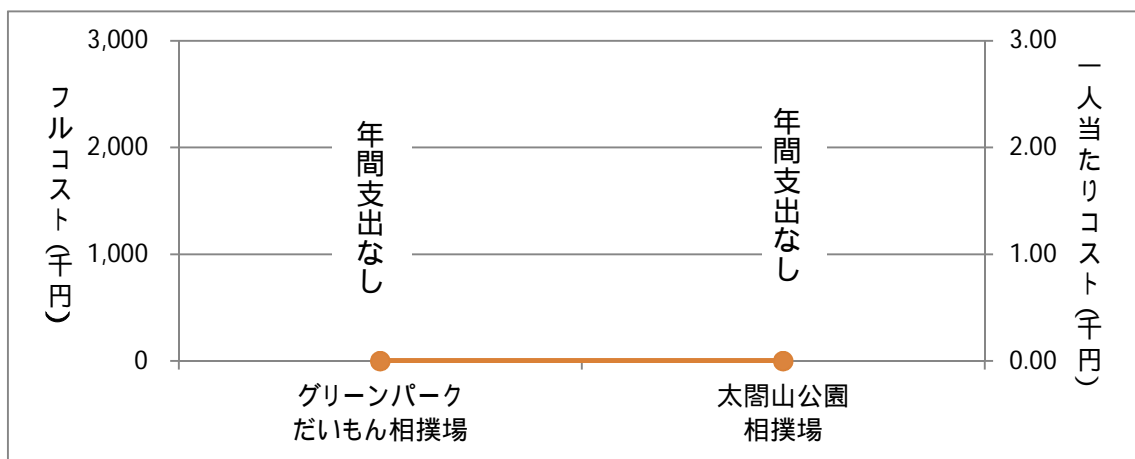 フルコスト(千円)
3,000
2,000
1,000
0
年間支出なし
年間支出なし
3.00
2.00
1.00
0.00
一人当たりコスト(千円)
グリーンパーク
だいもん相撲場
太閤山公園
相撲場